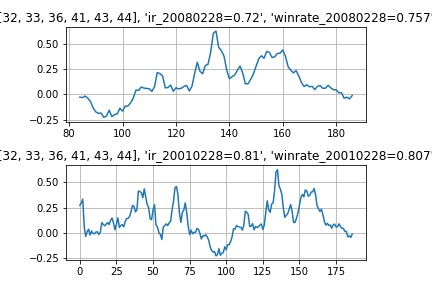 [32, 33, 36, 41, 43, 44], 'ir_20080228=0.72', 'winrate_20080228=0.757'
0.50
0.25
0.00
−0.25
80 100 120 140 160 180
[32, 33, 36, 41, 43, 44], 'ir_20010228=0.81', 'winrate_20010228=0.807'
0.50
0.25
0.00
−0.25
0 25 50 75 100 125 150 175